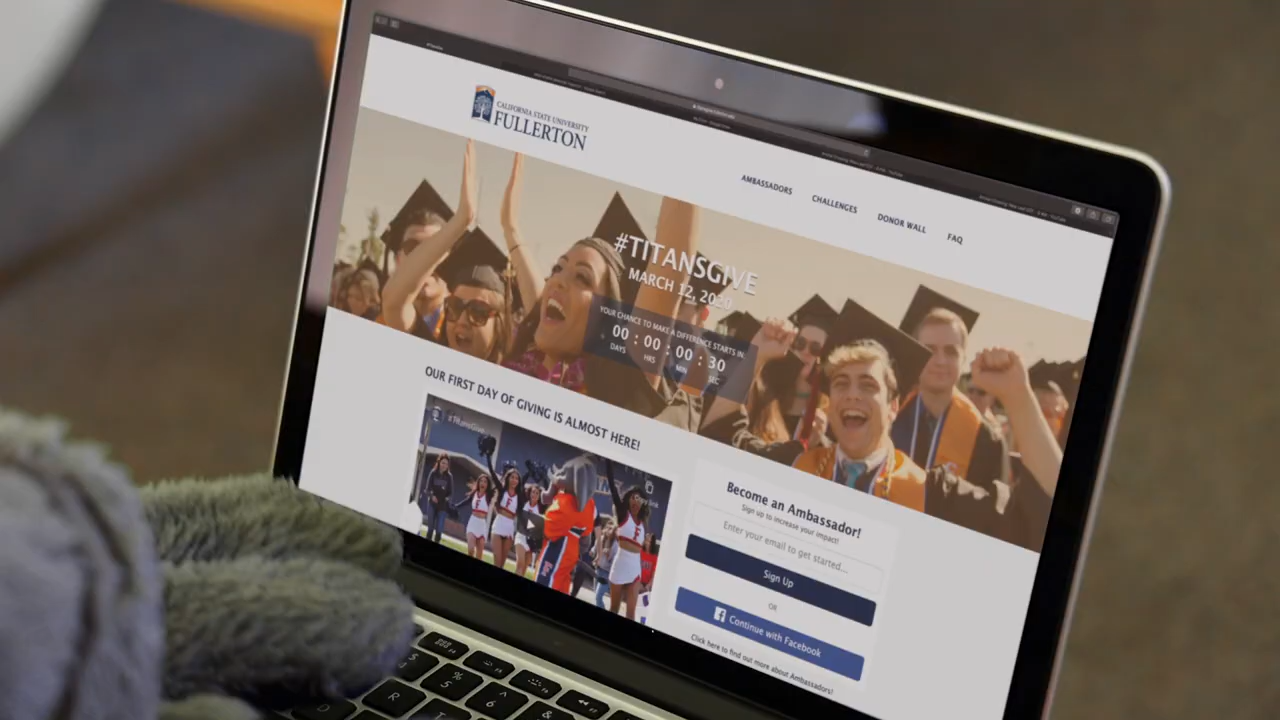 CALIFORNIA STATE UNIVERSITY
FULLERTON
AMBASSADORS
CHALLENGES
DONOR WALL
FAQ
#TITANSGIVE
MARCH 12, 2020
YOUR CHANCE TO MAKE A DIFFERENCE STARTS IN:
00 : 00 : 00 : 30
DAYS HRS MIN SEC
OUR FIRST DAY OF GIVING IS ALMOST HERE!
#TitansGive
Become an Ambassador!
Sign up to increase your impact!
Enter your email to get started...
Sign Up
OR
Continue with Facebook
Click here to find out more about Ambassadors!
5
6
R